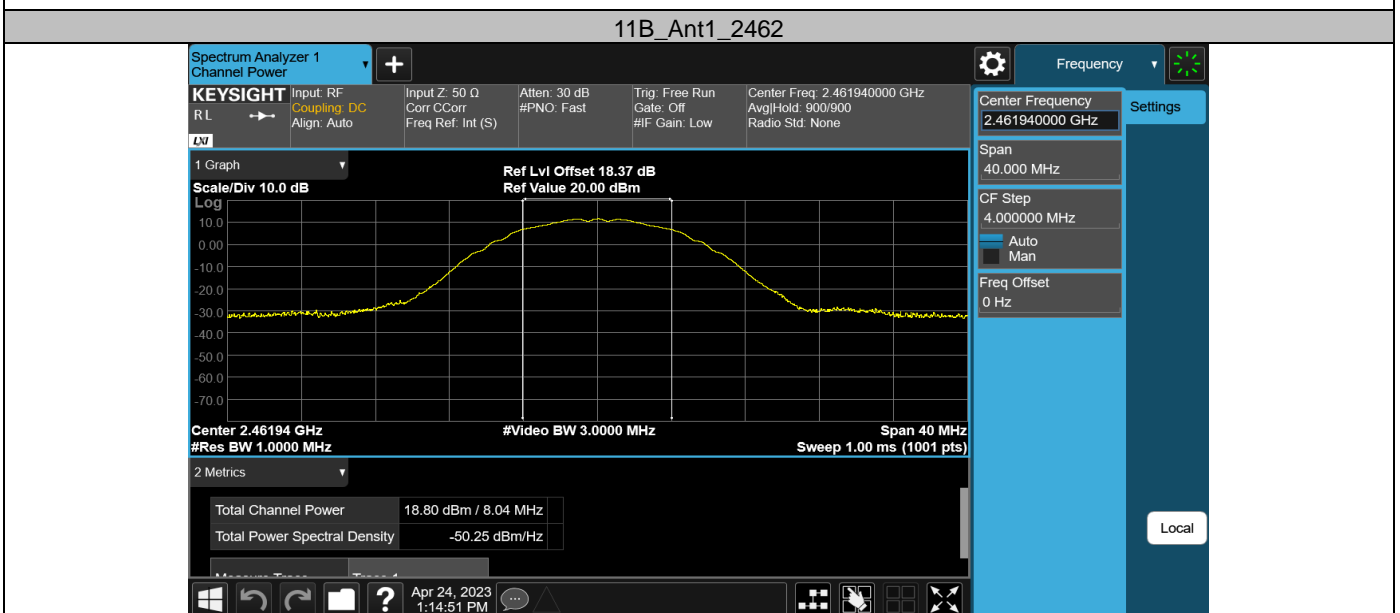 11B_Ant1_2462
Spectrum Analyzer 1
Channel Power
+
Frequency
KEYSIGHT
RL
LXI
Input: RF
Coupling: DC
Align: Auto
Input Z: 50 Ω
Corr CCorr
Freq Ref: Int (S)
Atten: 30 dB
#PNO: Fast
Trig: Free Run
Gate: Off
#IF Gain: Low
Center Freq: 2.461940000 GHz
Avg|Hold: 900/900
Radio Std: None
Center Frequency
2.461940000 GHz
Settings
Span
40.000 MHz
CF Step
4.000000 MHz
Auto
Man
Freq Offset
0 Hz
1 Graph
Scale/Div 10.0 dB
Ref Lvl Offset 18.37 dB
Ref Value 20.00 dBm
Log
10.0
0.00
-10.0
-20.0
-30.0
-40.0
-50.0
-60.0
-70.0
Center 2.46194 GHz
#Video BW 3.0000 MHz
Span 40 MHz
#Res BW 1.0000 MHz
Sweep 1.00 ms (1001 pts)
2 Metrics
Total Channel Power 18.80 dBm / 8.04 MHz
Total Power Spectral Density -50.25 dBm/Hz
Measure Trace Trace 1
Local
?
Apr 24, 2023
1:14:51 PM